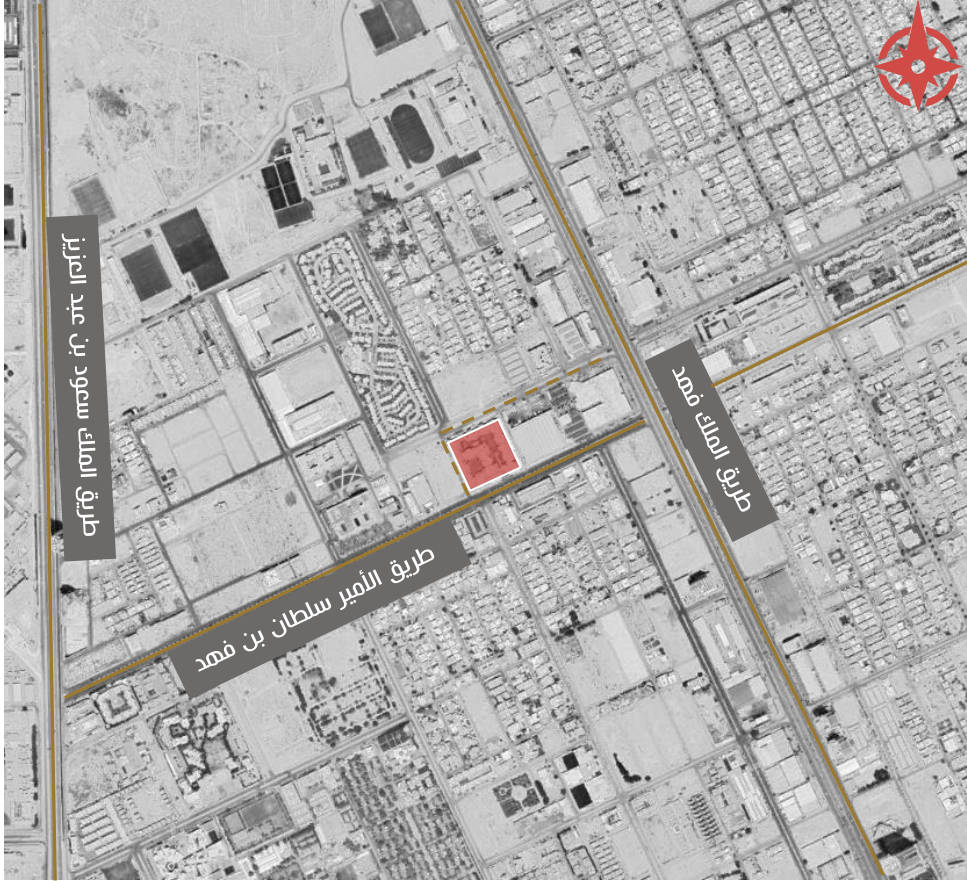 طريق الملك سعود بن عبد العزيز
طريق الملك فهد
طريق الأمير سلطان بن فهد